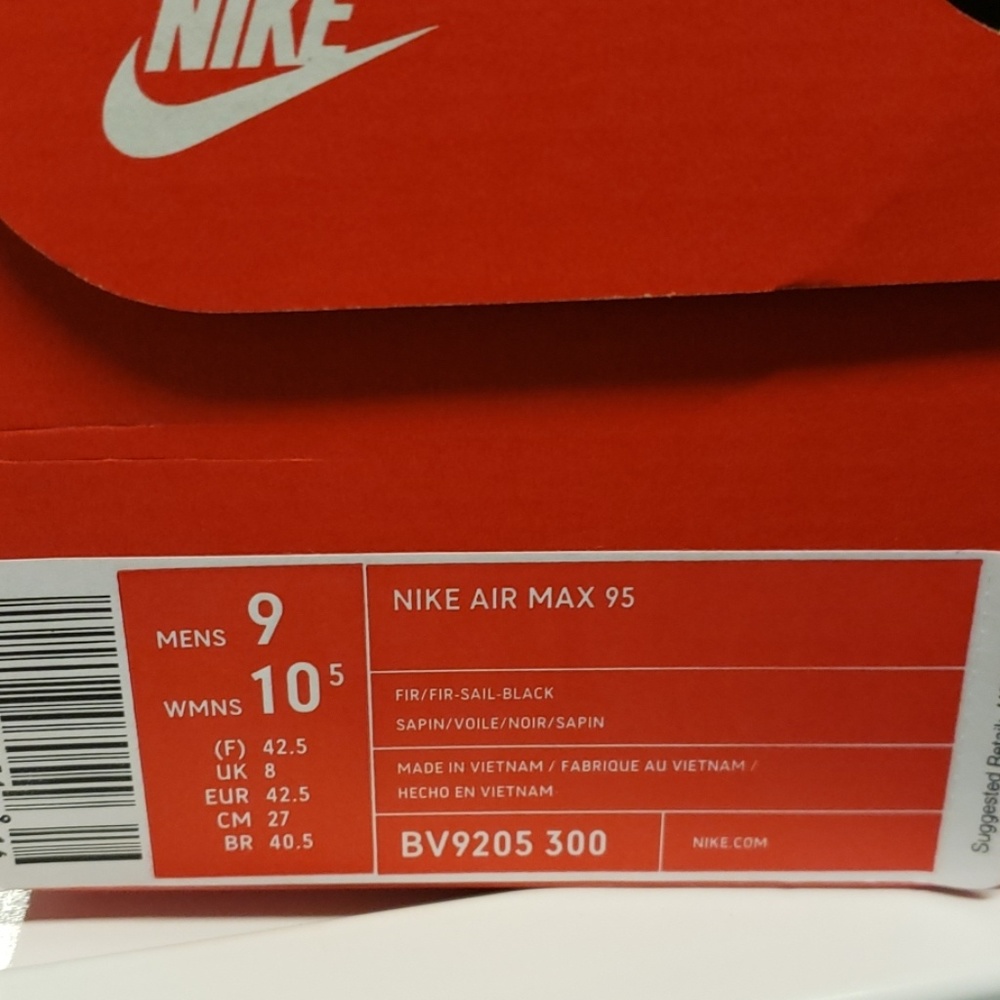 NIKE
MENS 9
WMNS 10 5
(F) 42.5
UK 8
EUR 42.5
CM 27
BR 40.5
NIKE AIR MAX 95
FIR/FIR-SAIL-BLACK
SAPIN/VOILE/NOIR/SAPIN
MADE IN VIETNAM / FABRIQUE AU VIETNAM /
HECHO EN VIETNAM
BV9205 300
NIKE.COM
Suggested Retail